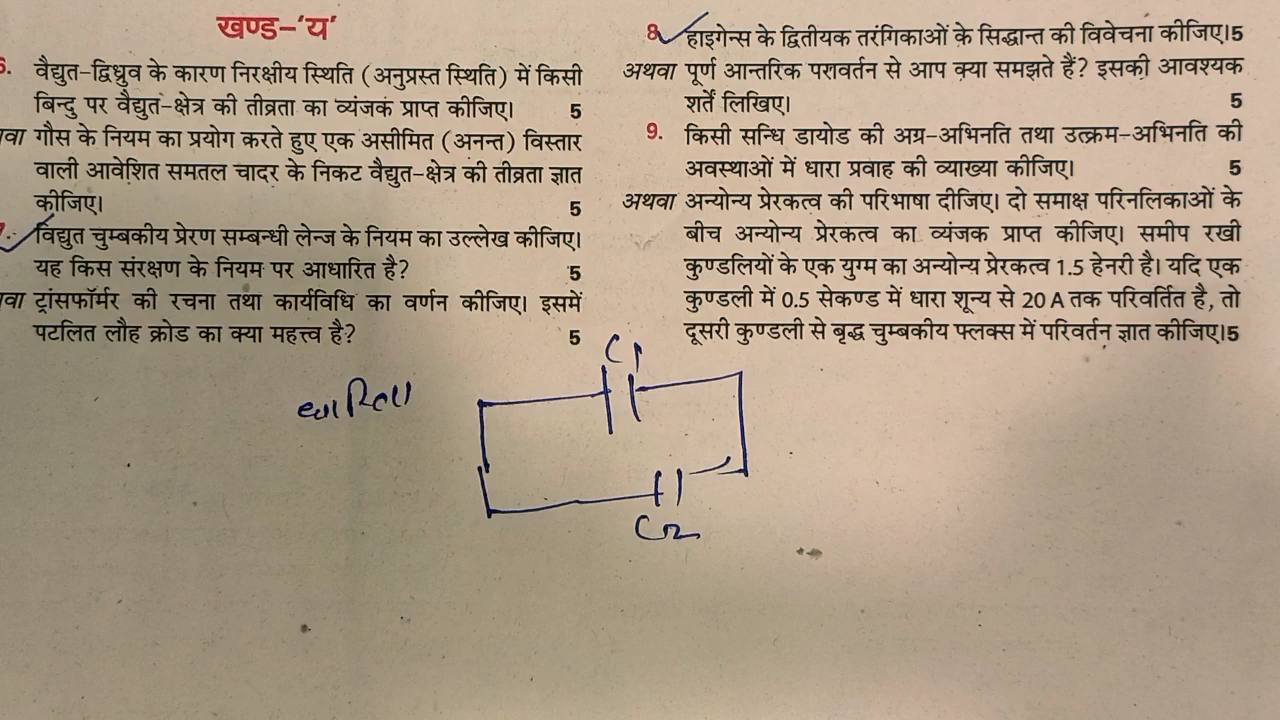 खण्ड–'य'
6. वैद्युत-द्विध्रुव के कारण निरक्षीय स्थिति (अनुप्रस्त स्थिति) में किसी
बिन्दु पर वैद्युत-क्षेत्र की तीव्रता का व्यंजक प्राप्त कीजिए। 5
वा गौस के नियम का प्रयोग करते हुए एक असीमित (अनन्त) विस्तार
वाली आवेशित समतल चादर के निकट वैद्युत-क्षेत्र की तीव्रता ज्ञात
कीजिए। 5
विद्युत चुम्बकीय प्रेरण सम्बन्धी लेन्ज के नियम का उल्लेख कीजिए।
यह किस संरक्षण के नियम पर आधारित है? 5
वा ट्रांसफॉर्मर की रचना तथा कार्यविधि का वर्णन कीजिए। इसमें
पटलित लौह क्रोड का क्या महत्त्व है? 5
8. हाइगेन्स के द्वितीयक तरंगिकाओं के सिद्धान्त की विवेचना कीजिए।5
अथवा पूर्ण आन्तरिक परावर्तन से आप क्या समझते हैं? इसकी आवश्यक
शर्तें लिखिए। 5
9. किसी सन्धि डायोड की अग्र-अभिनति तथा उत्क्रम-अभिनति की
अवस्थाओं में धारा प्रवाह की व्याख्या कीजिए। 5
अथवा अन्योन्य प्रेरकत्व की परिभाषा दीजिए। दो समाक्ष परिनलिकाओं के
बीच अन्योन्य प्रेरकत्व का व्यंजक प्राप्त कीजिए। समीप रखी
कुण्डलियों के एक युग्म का अन्योन्य प्रेरकत्व 1.5 हेनरी है। यदि एक
कुण्डली में 0.5 सेकण्ड में धारा शून्य से 20 A तक परिवर्तित है, तो
दूसरी कुण्डली से बृद्ध चुम्बकीय फ्लक्स में परिवर्तन ज्ञात कीजिए।5
धारिता
C1
C2